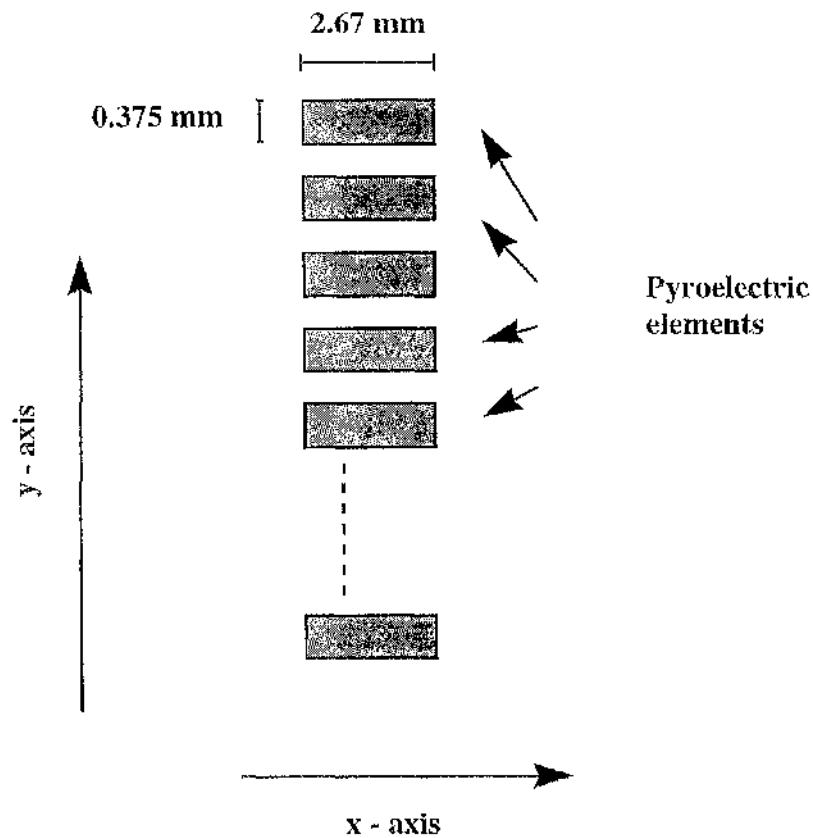 2.67 mm
0.375 mm
Pyroelectric
elements
y - axis
x - axis